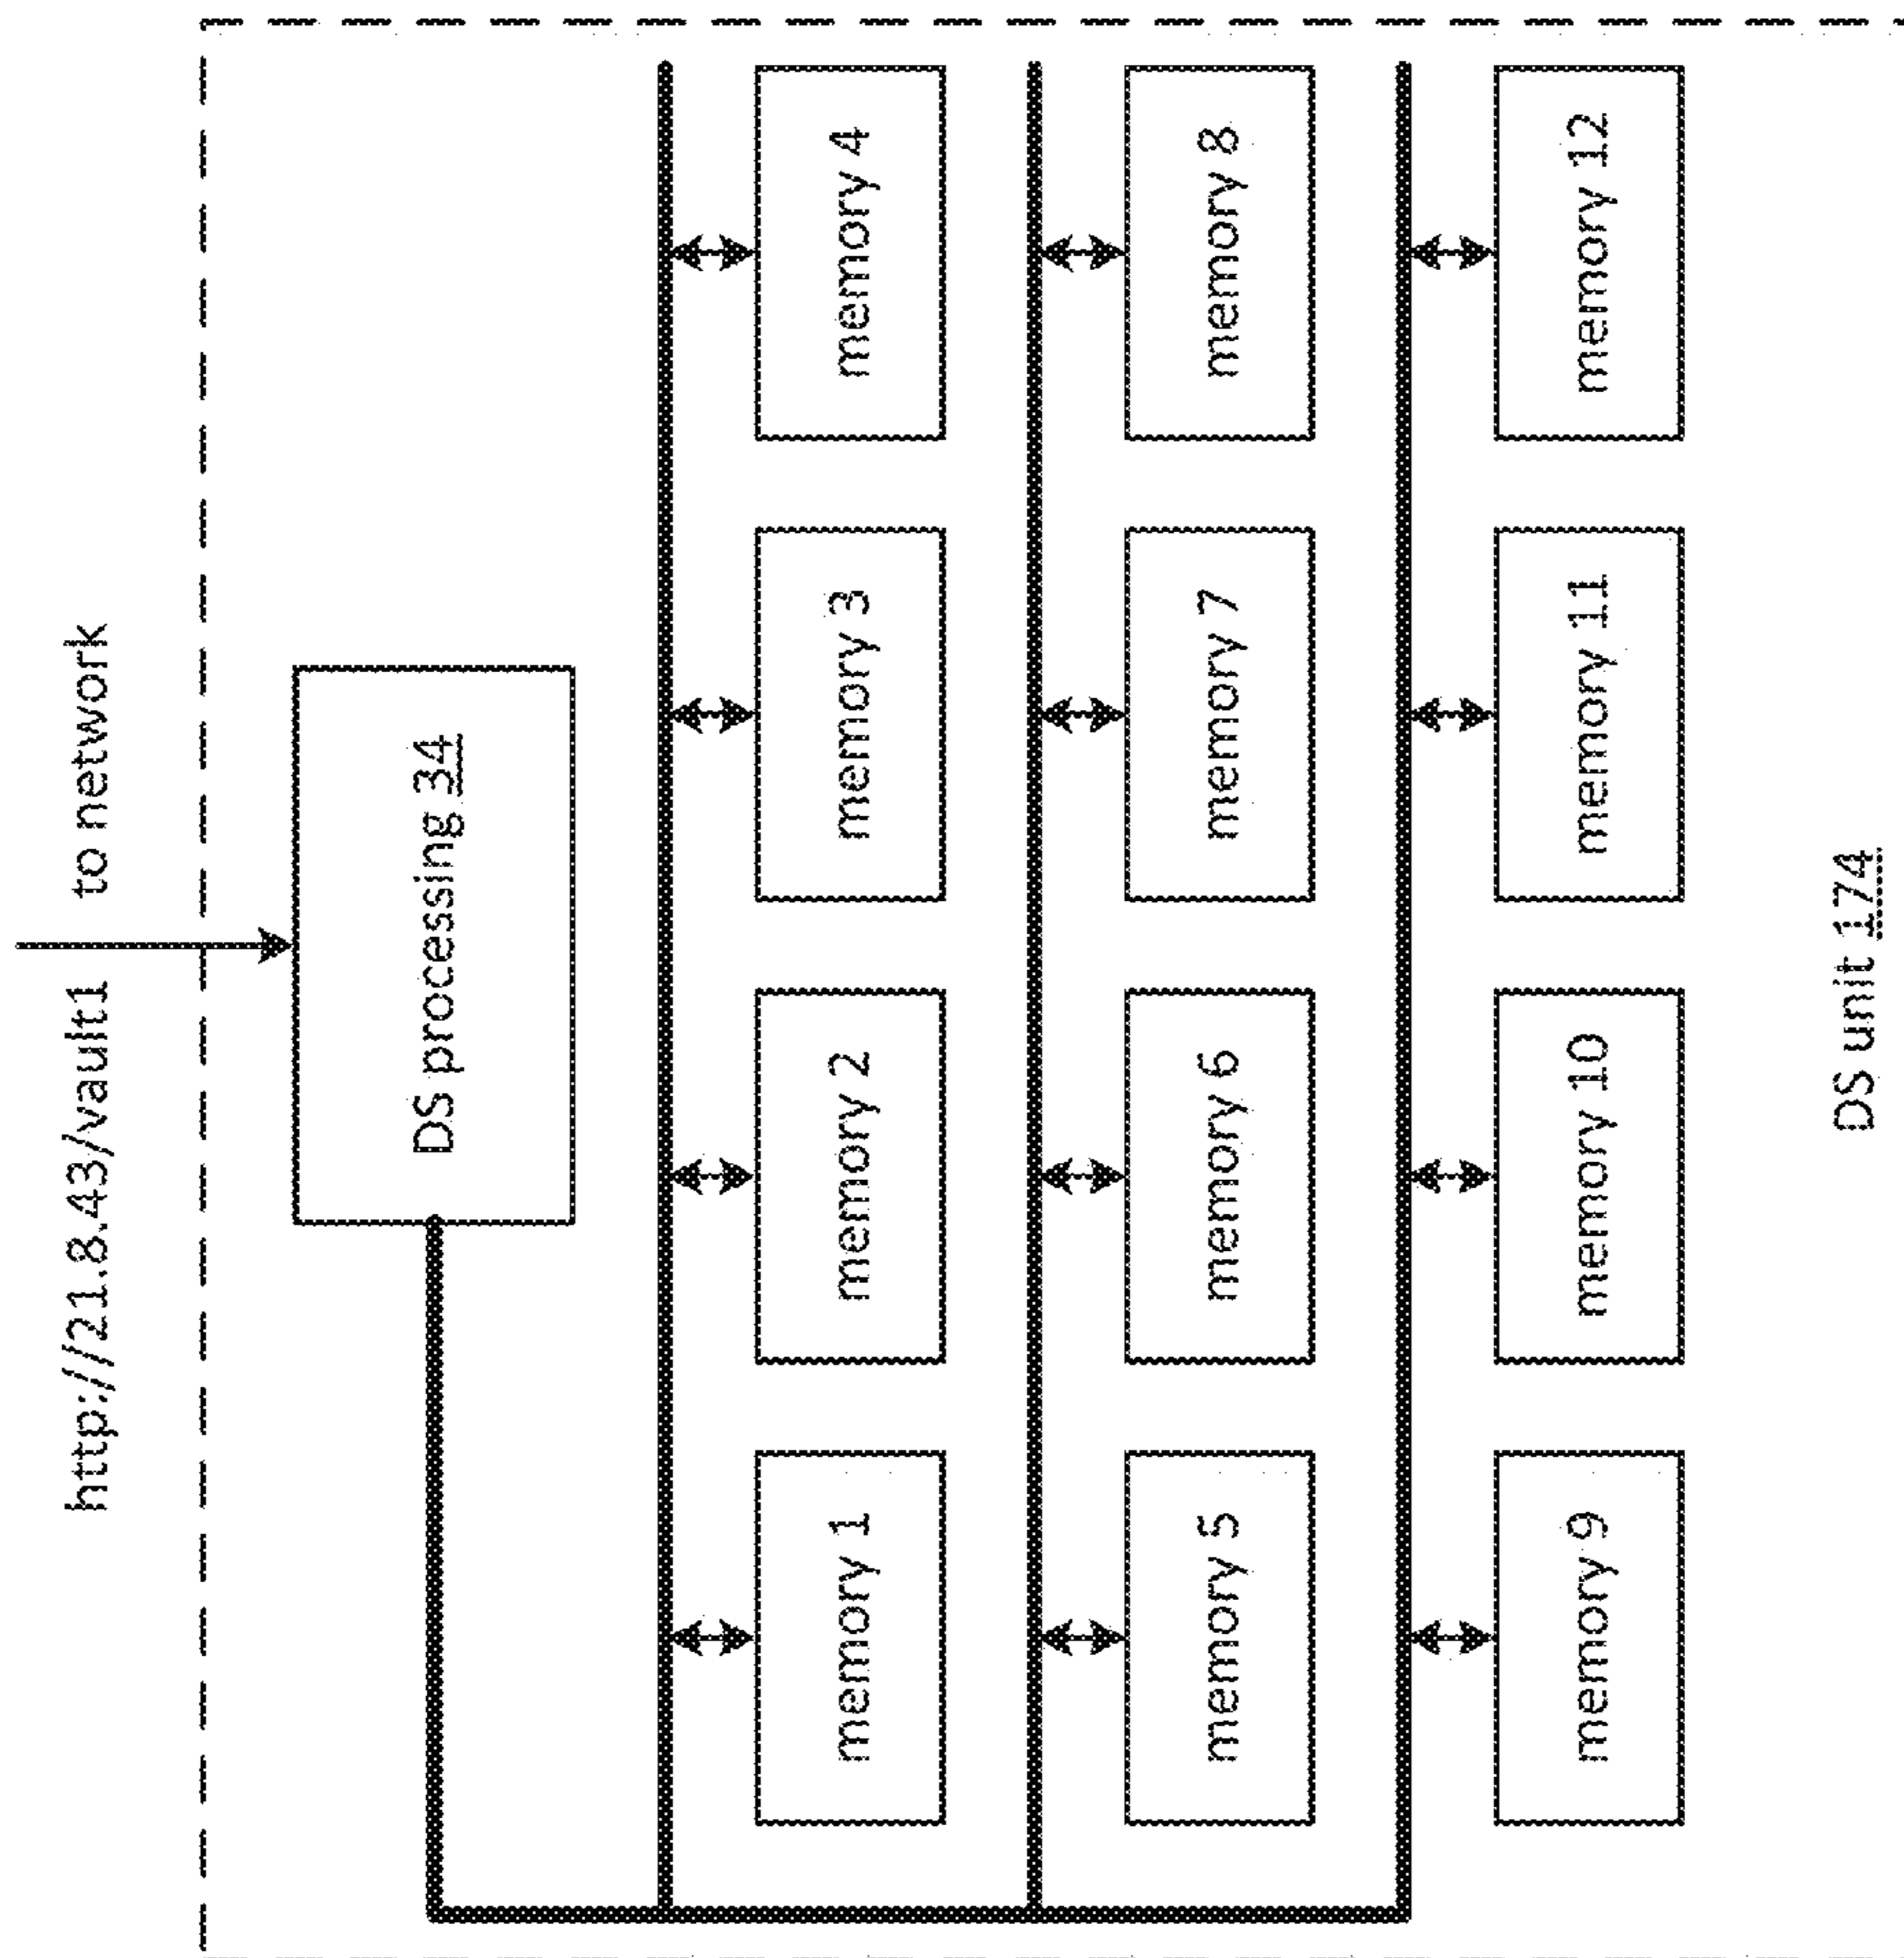 http://21.8.43/vault1 to network
DS processing 34
memory 1
memory 2
memory 3
memory 4
memory 5
memory 6
memory 7
memory 8
memory 9
memory 10
memory 11
memory 12
DS unit 174